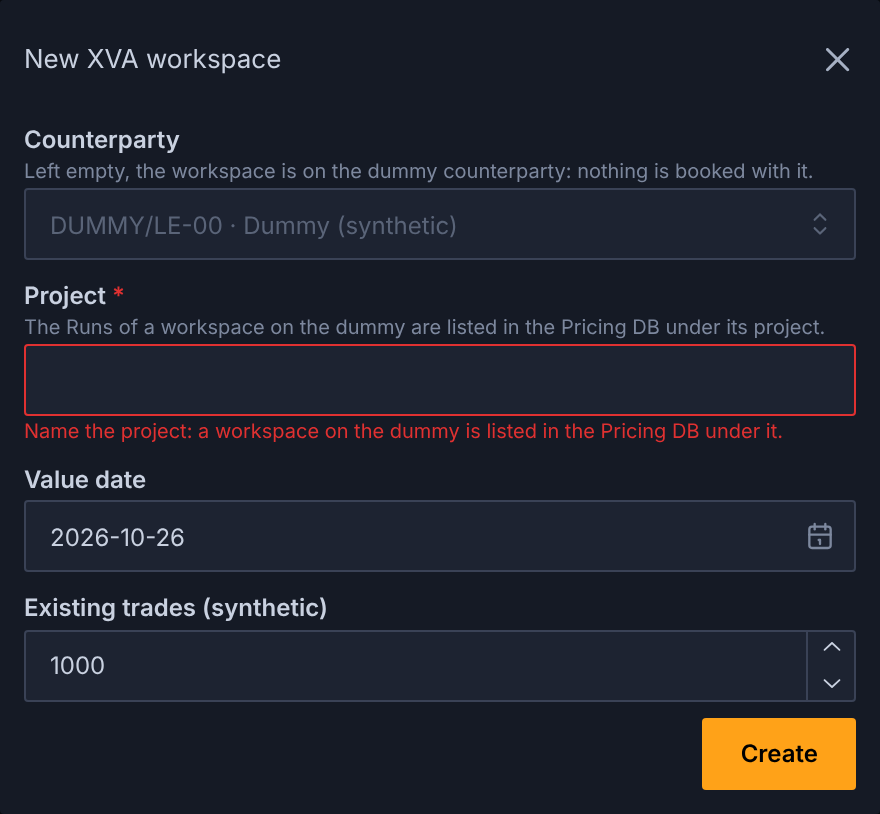 New XVA workspace
Counterparty
Left empty, the workspace is on the dummy counterparty: nothing is booked with it.
DUMMY/LE-00 · Dummy (synthetic)
Project *
The Runs of a workspace on the dummy are listed in the Pricing DB under its project.
Name the project: a workspace on the dummy is listed in the Pricing DB under it.
Value date
2026-10-26
Existing trades (synthetic)
1000
Create